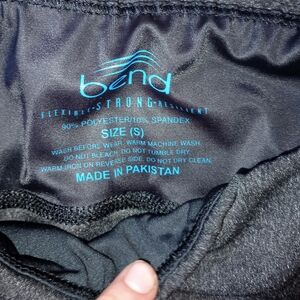 bend
FLEXIBLE·STRONG·RESILIENT
90% POLYESTER/10% SPANDEX
SIZE (S)
WASH BEFORE WEAR. WARM MACHINE WASH.
DO NOT BLEACH. DO NOT TUMBLE DRY.
WARM IRON ON REVERSE SIDE. DO NOT DRY CLEAN.
MADE IN PAKISTAN